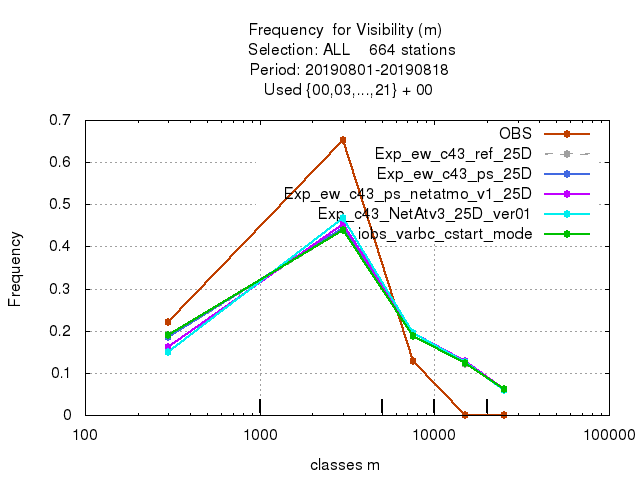 Frequency  for Visibility (m)
Selection: ALL    664 stations
Period: 20190801-20190818
Used {00,03,...,21} + 00
0.7
0.6
0.5
0.4
0.3
0.2
0.1
0
Frequency
OBS
Exp_ew_c43_ref_25D
Exp_ew_c43_ps_25D
Exp_ew_c43_ps_netatmo_v1_25D
Exp_c43_NetAtv3_25D_ver01
iobs_varbc_cstart_mode
100 1000 10000 100000
classes m